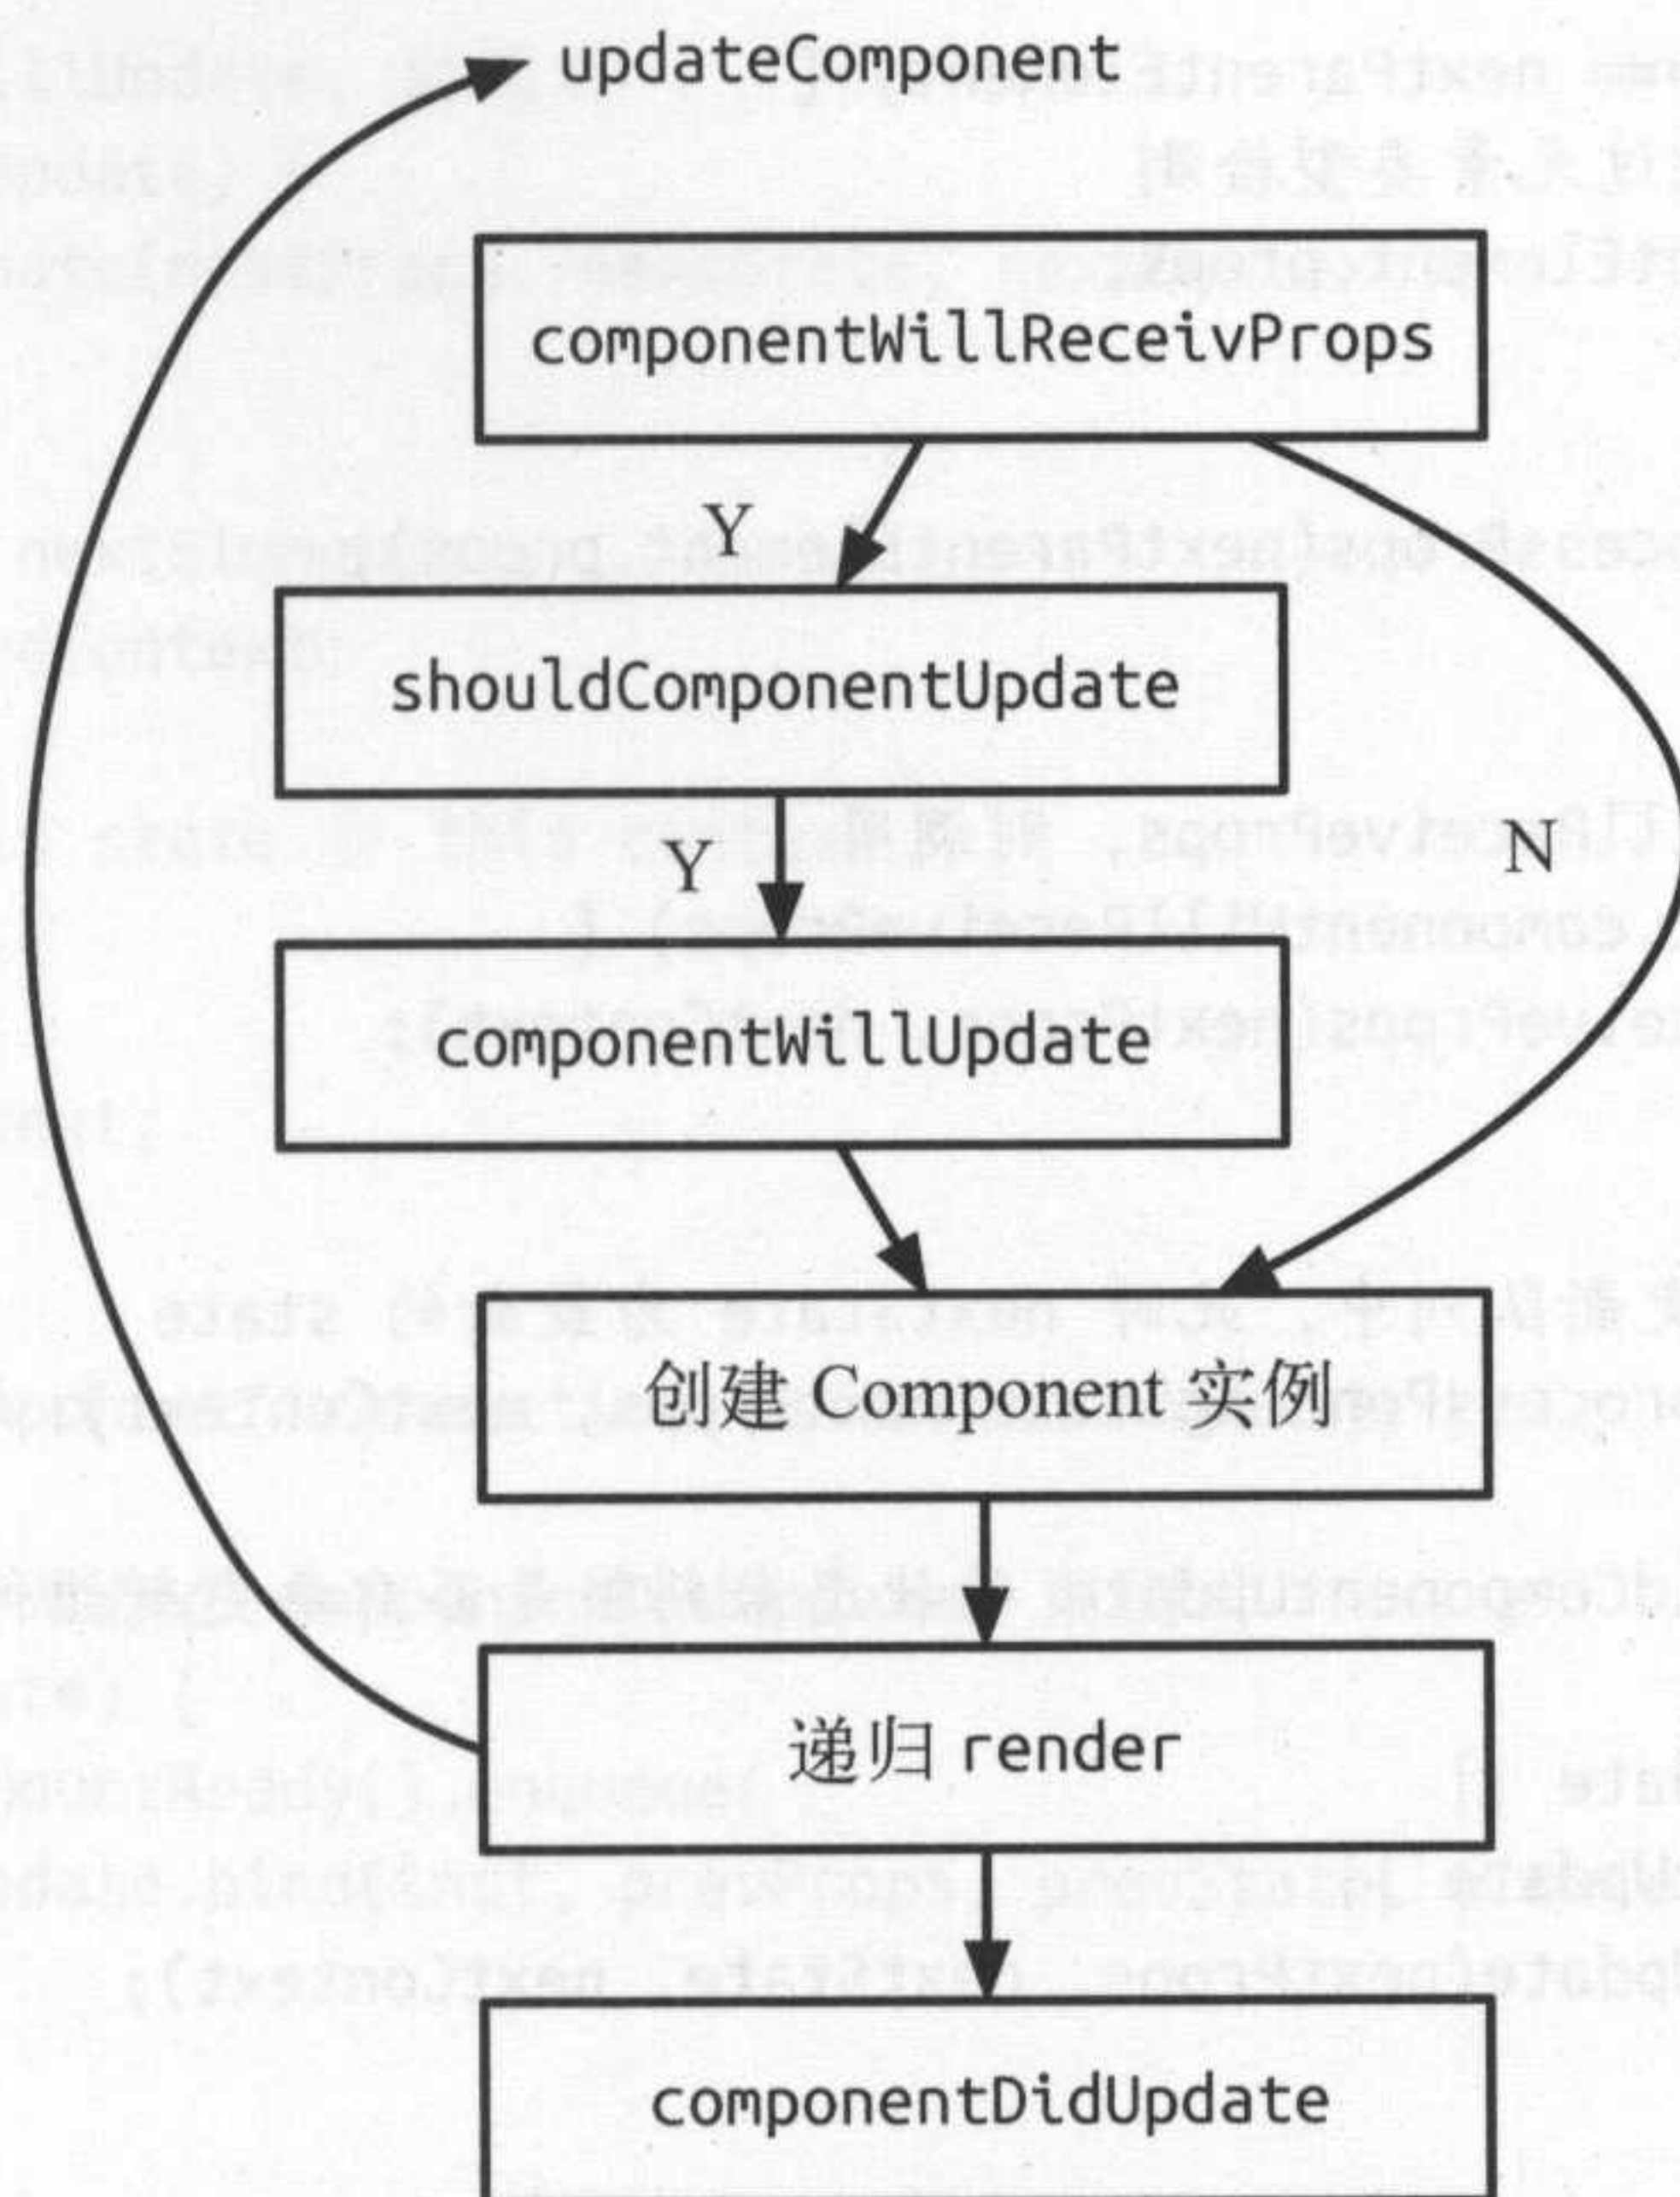 updateComponent
componentWillReceivProps
Y
shouldComponentUpdate
Y
N
componentWillUpdate
创建 Component 实例
递归 render
componentDidUpdate